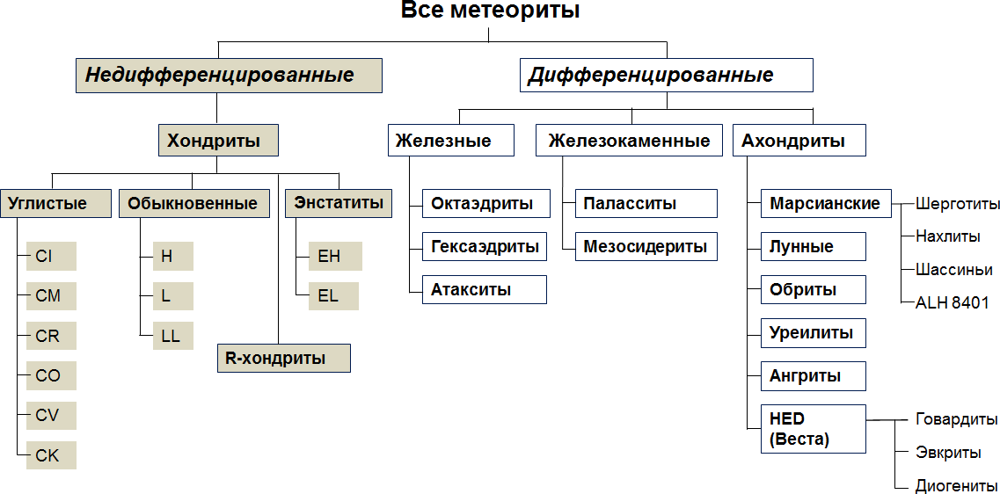 Все метеориты
Недифференцированные
Дифференцированные
Хондриты
Железные
Железокаменные
Ахондриты
Углистые
Обыкновенные
Энстатиты
CI
CM
CR
CO
CV
CK
H
L
LL
EH
EL
R-хондриты
Октаэдриты
Гексаэдриты
Атакситы
Палласиты
Мезосидериты
Марсианские
Лунные
Обриты
Уреилиты
Ангриты
HED
(Веста)
Шерготиты
Нахлиты
Шассиньи
ALH 8401
Говардиты
Эвкриты
Диогениты